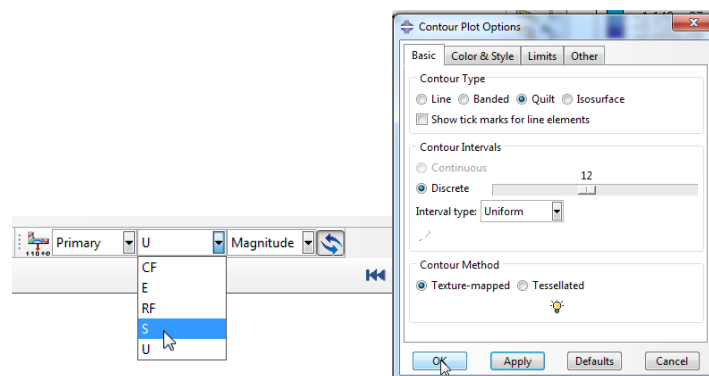 Primary U Magnitude
CF
E
RF
S
U
Contour Plot Options
Basic Color & Style Limits Other
Contour Type
Line Banded Quilt Isosurface
Show tick marks for line elements
Contour Intervals
Continuous
12
Discrete
Interval type: Uniform
Contour Method
Texture-mapped Tessellated
OK Apply Defaults Cancel